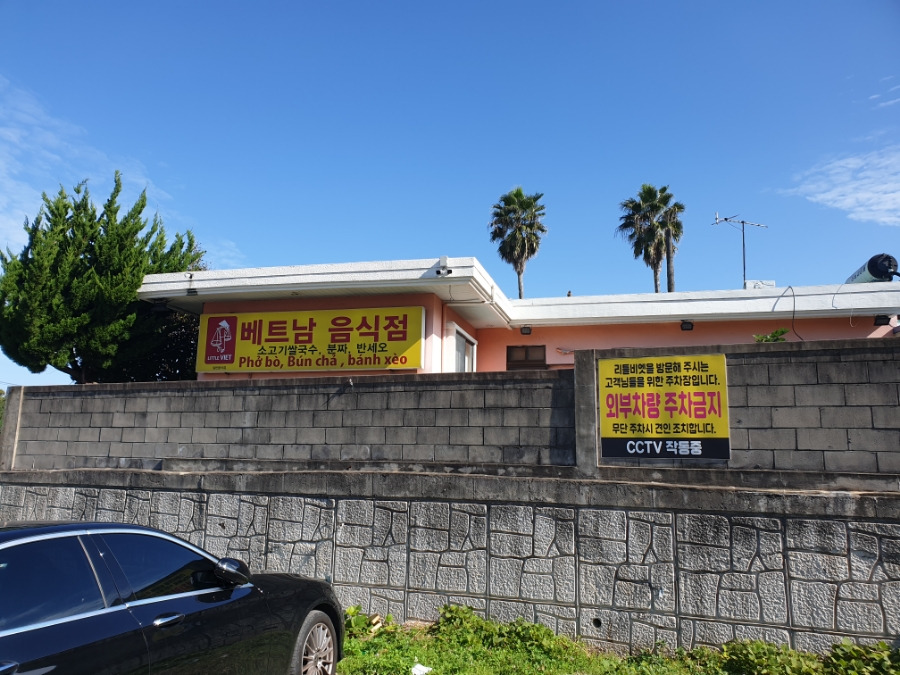 베트남 음식점
소고기쌀국수, 분짜, 반세오
Phở bò, Bún chả , bánh xèo
LITTLE VIET
리틀비엣을 방문해 주시는
고객님들을 위한 주차장입니다.
외부차량 주차금지
무단 주차시 견인 조치합니다.
CCTV 작동중